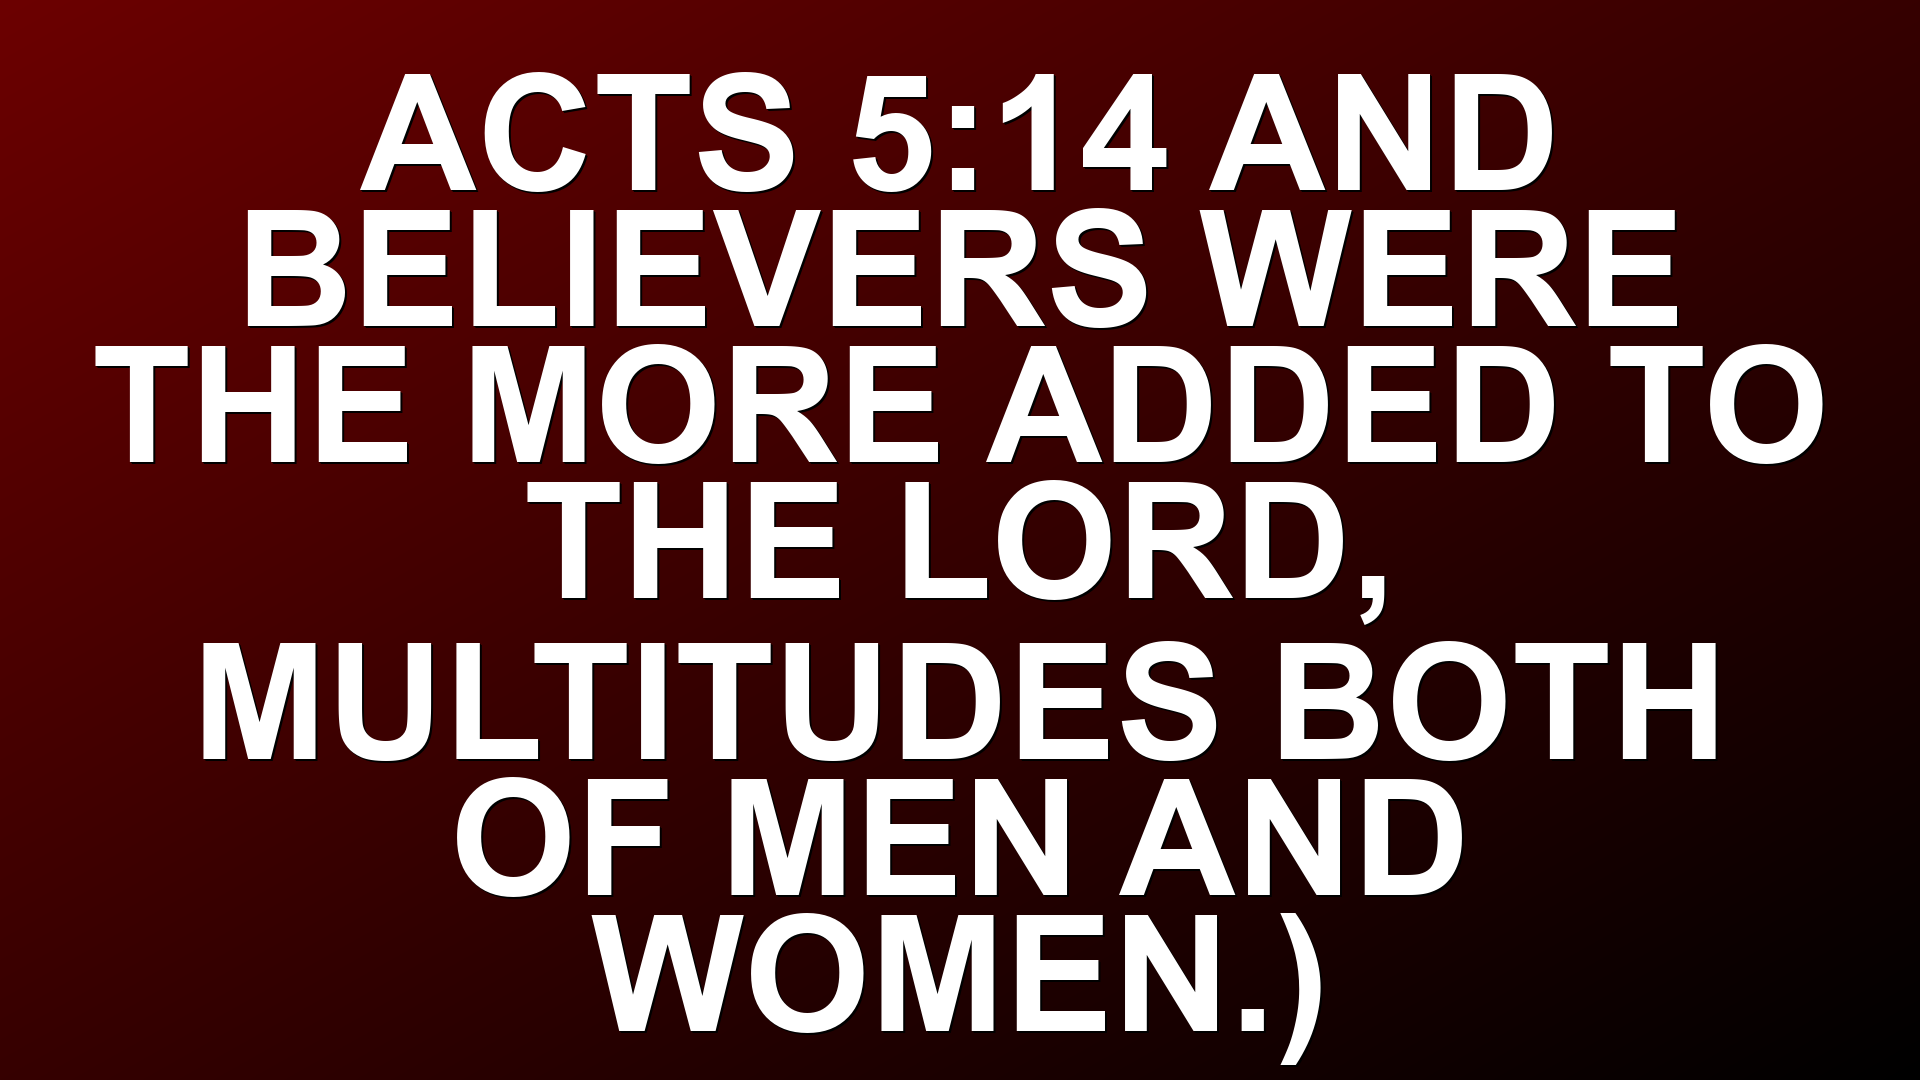 ACTS 5:14 AND
BELIEVERS WERE
THE MORE ADDED TO
THE LORD,
MULTITUDES BOTH
OF MEN AND
WOMEN.)